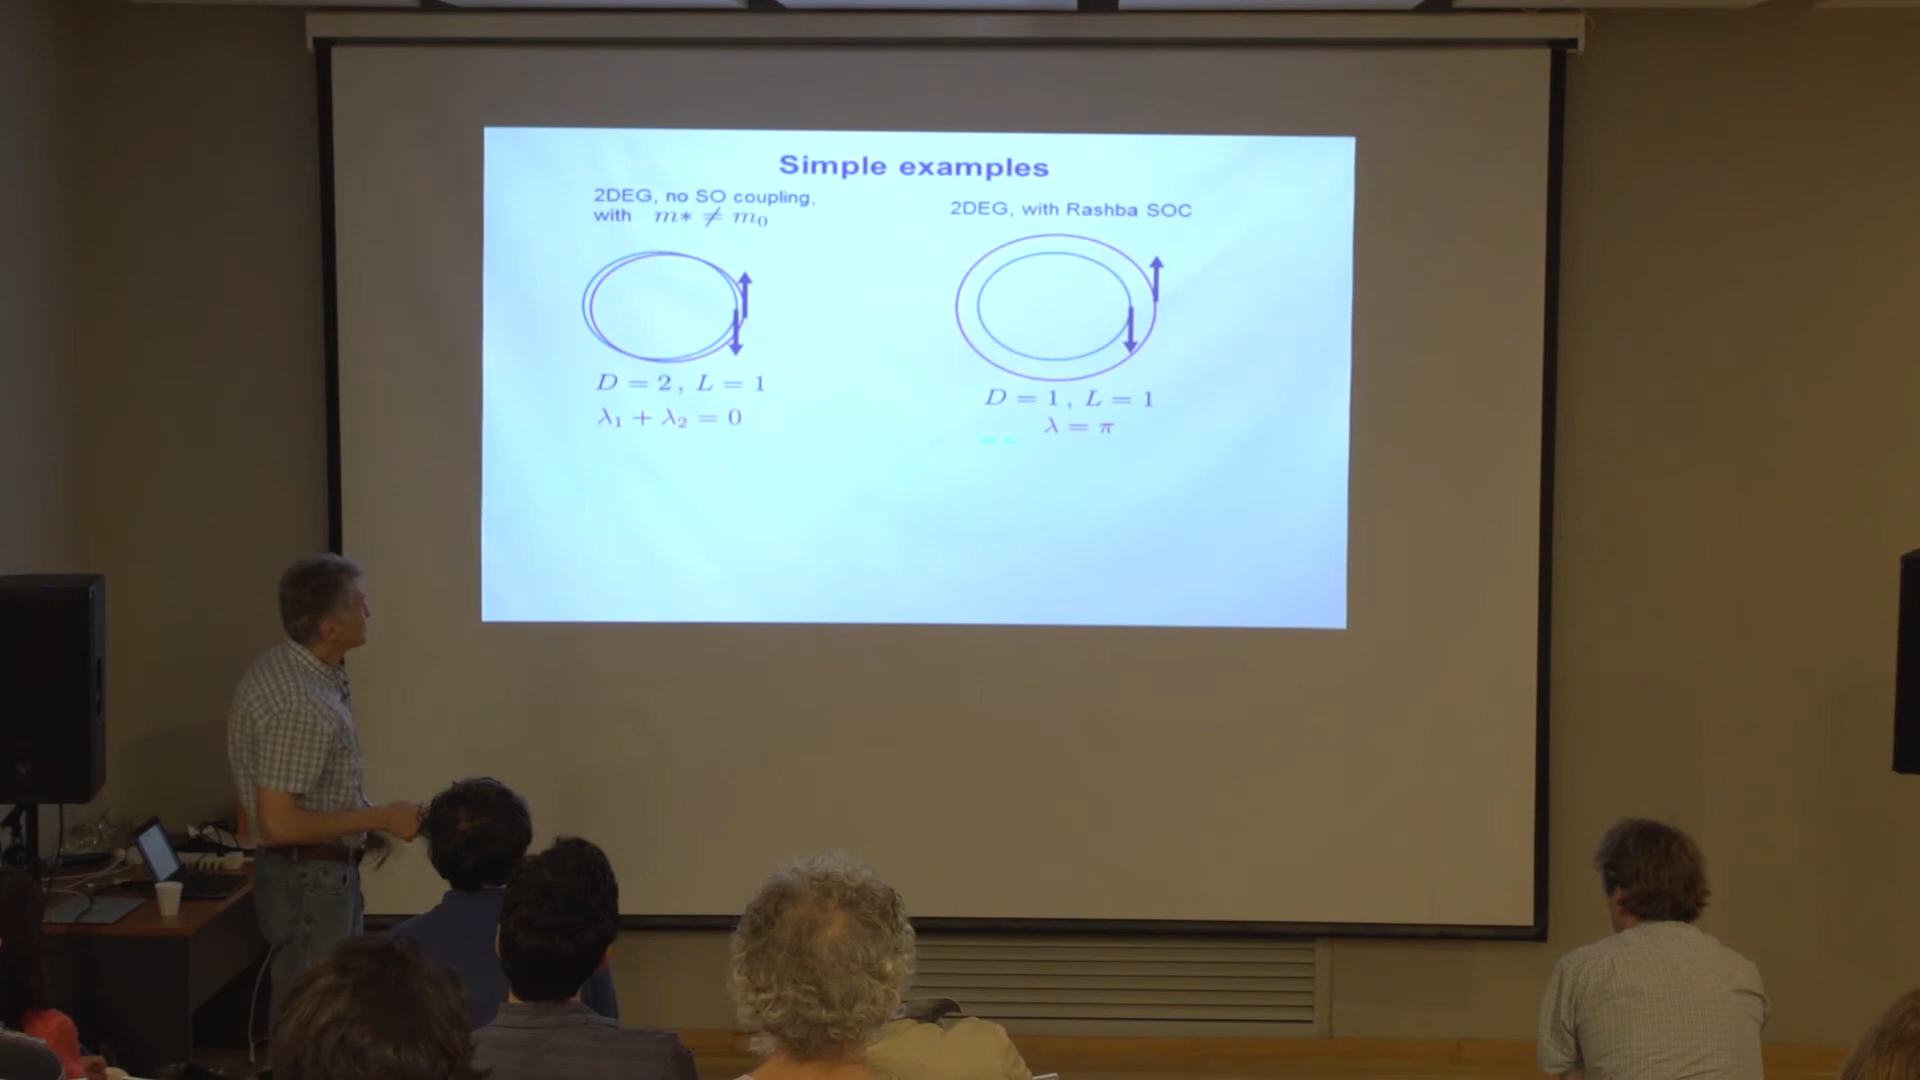 Simple examples
2DEG, no SO coupling,
with m* ≠ m₀
D = 2, L = 1
λ₁ + λ₂ = 0
2DEG, with Rashba SOC
D = 1, L = 1
λ = π